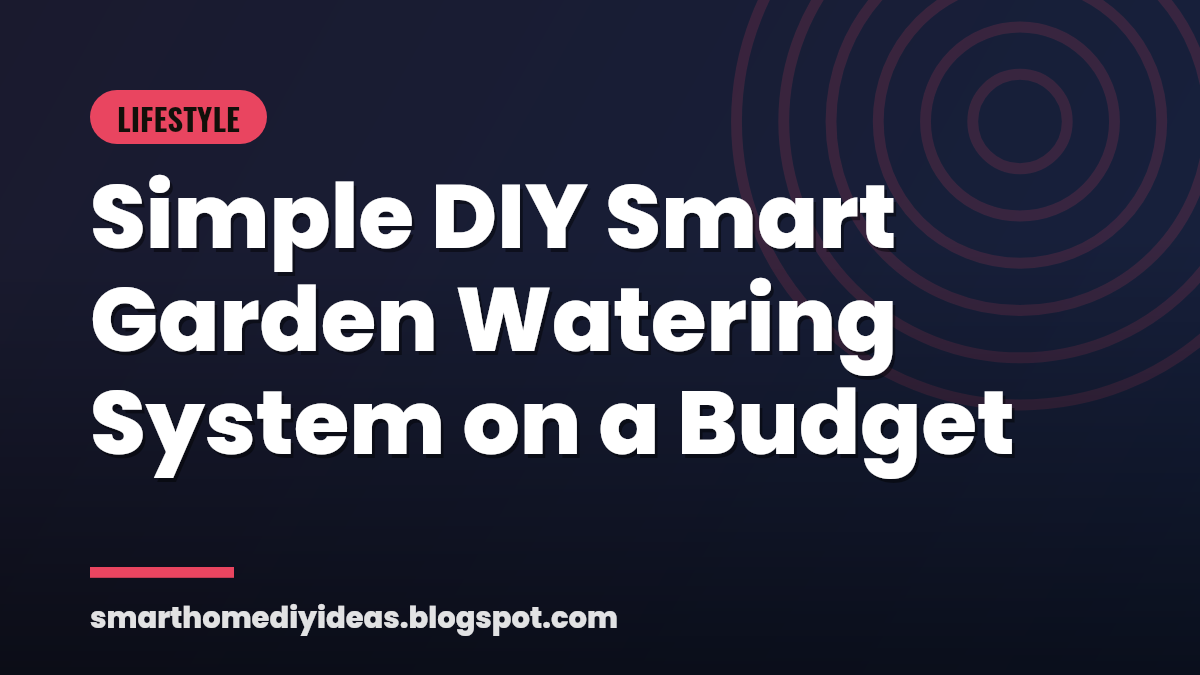 LIFESTYLE
Simple DIY Smart
Garden Watering
System on a Budget
smarthomediyideas.blogspot.com